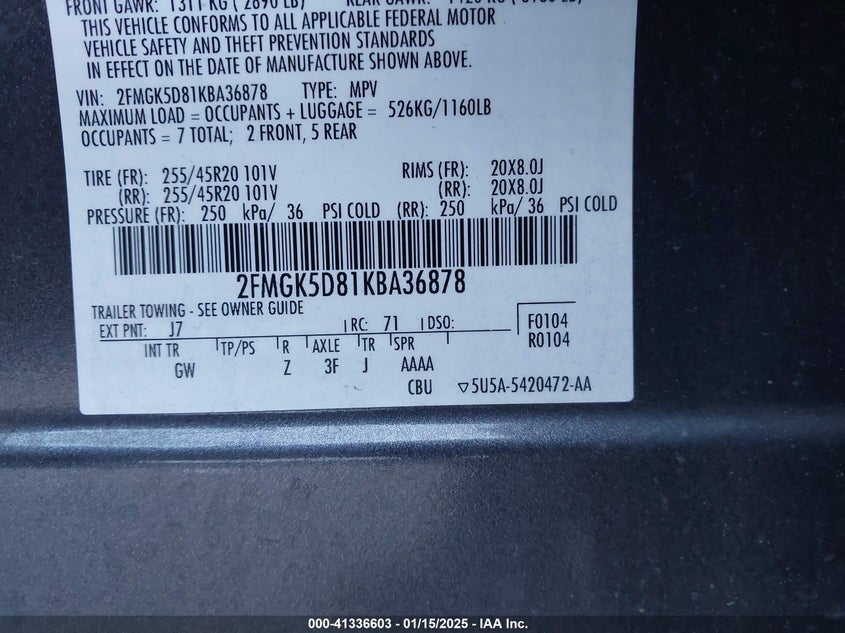 FRONT GAWR: 1311 KG ( 2890 LB) REAR GAWR:
THIS VEHICLE CONFORMS TO ALL APPLICABLE FEDERAL MOTOR
VEHICLE SAFETY AND THEFT PREVENTION STANDARDS
IN EFFECT ON THE DATE OF MANUFACTURE SHOWN ABOVE.
VIN: 2FMGK5D81KBA36878 TYPE: MPV
MAXIMUM LOAD = OCCUPANTS + LUGGAGE = 526KG/1160LB
OCCUPANTS = 7 TOTAL; 2 FRONT, 5 REAR
TIRE (FR): 255/45R20 101V RIMS (FR): 20X8.0J
(RR): 255/45R20 101V (RR): 20X8.0J
PRESSURE (FR): 250 kPa/ 36 PSI COLD (RR): 250 kPa/ 36 PSI COLD
2FMGK5D81KBA36878
TRAILER TOWING - SEE OWNER GUIDE
EXT PNT: J7 RC: 71 DSO: F0104
INT TR TP/PS R AXLE TR SPR R0104
GW Z 3F J AAAA
CBU ▽5U5A-5420472-AA
000-41336603 - 01/15/2025 - IAA Inc.